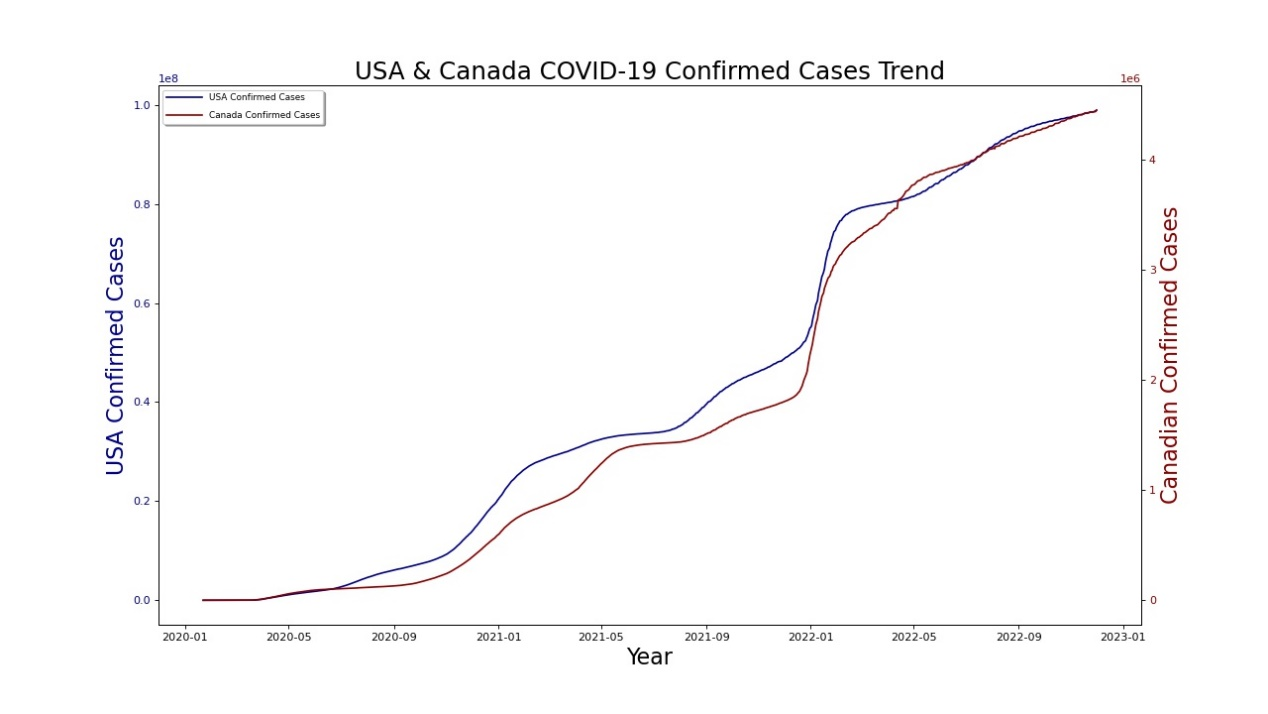 USA & Canada COVID-19 Confirmed Cases Trend
1e8
1e6
USA Confirmed Cases
Canada Confirmed Cases
1.0
0.8
0.6
0.4
0.2
0.0
USA Confirmed Cases
4
3
2
1
0
Canadian Confirmed Cases
2020-01 2020-05 2020-09 2021-01 2021-05 2021-09 2022-01 2022-05 2022-09 2023-01
Year